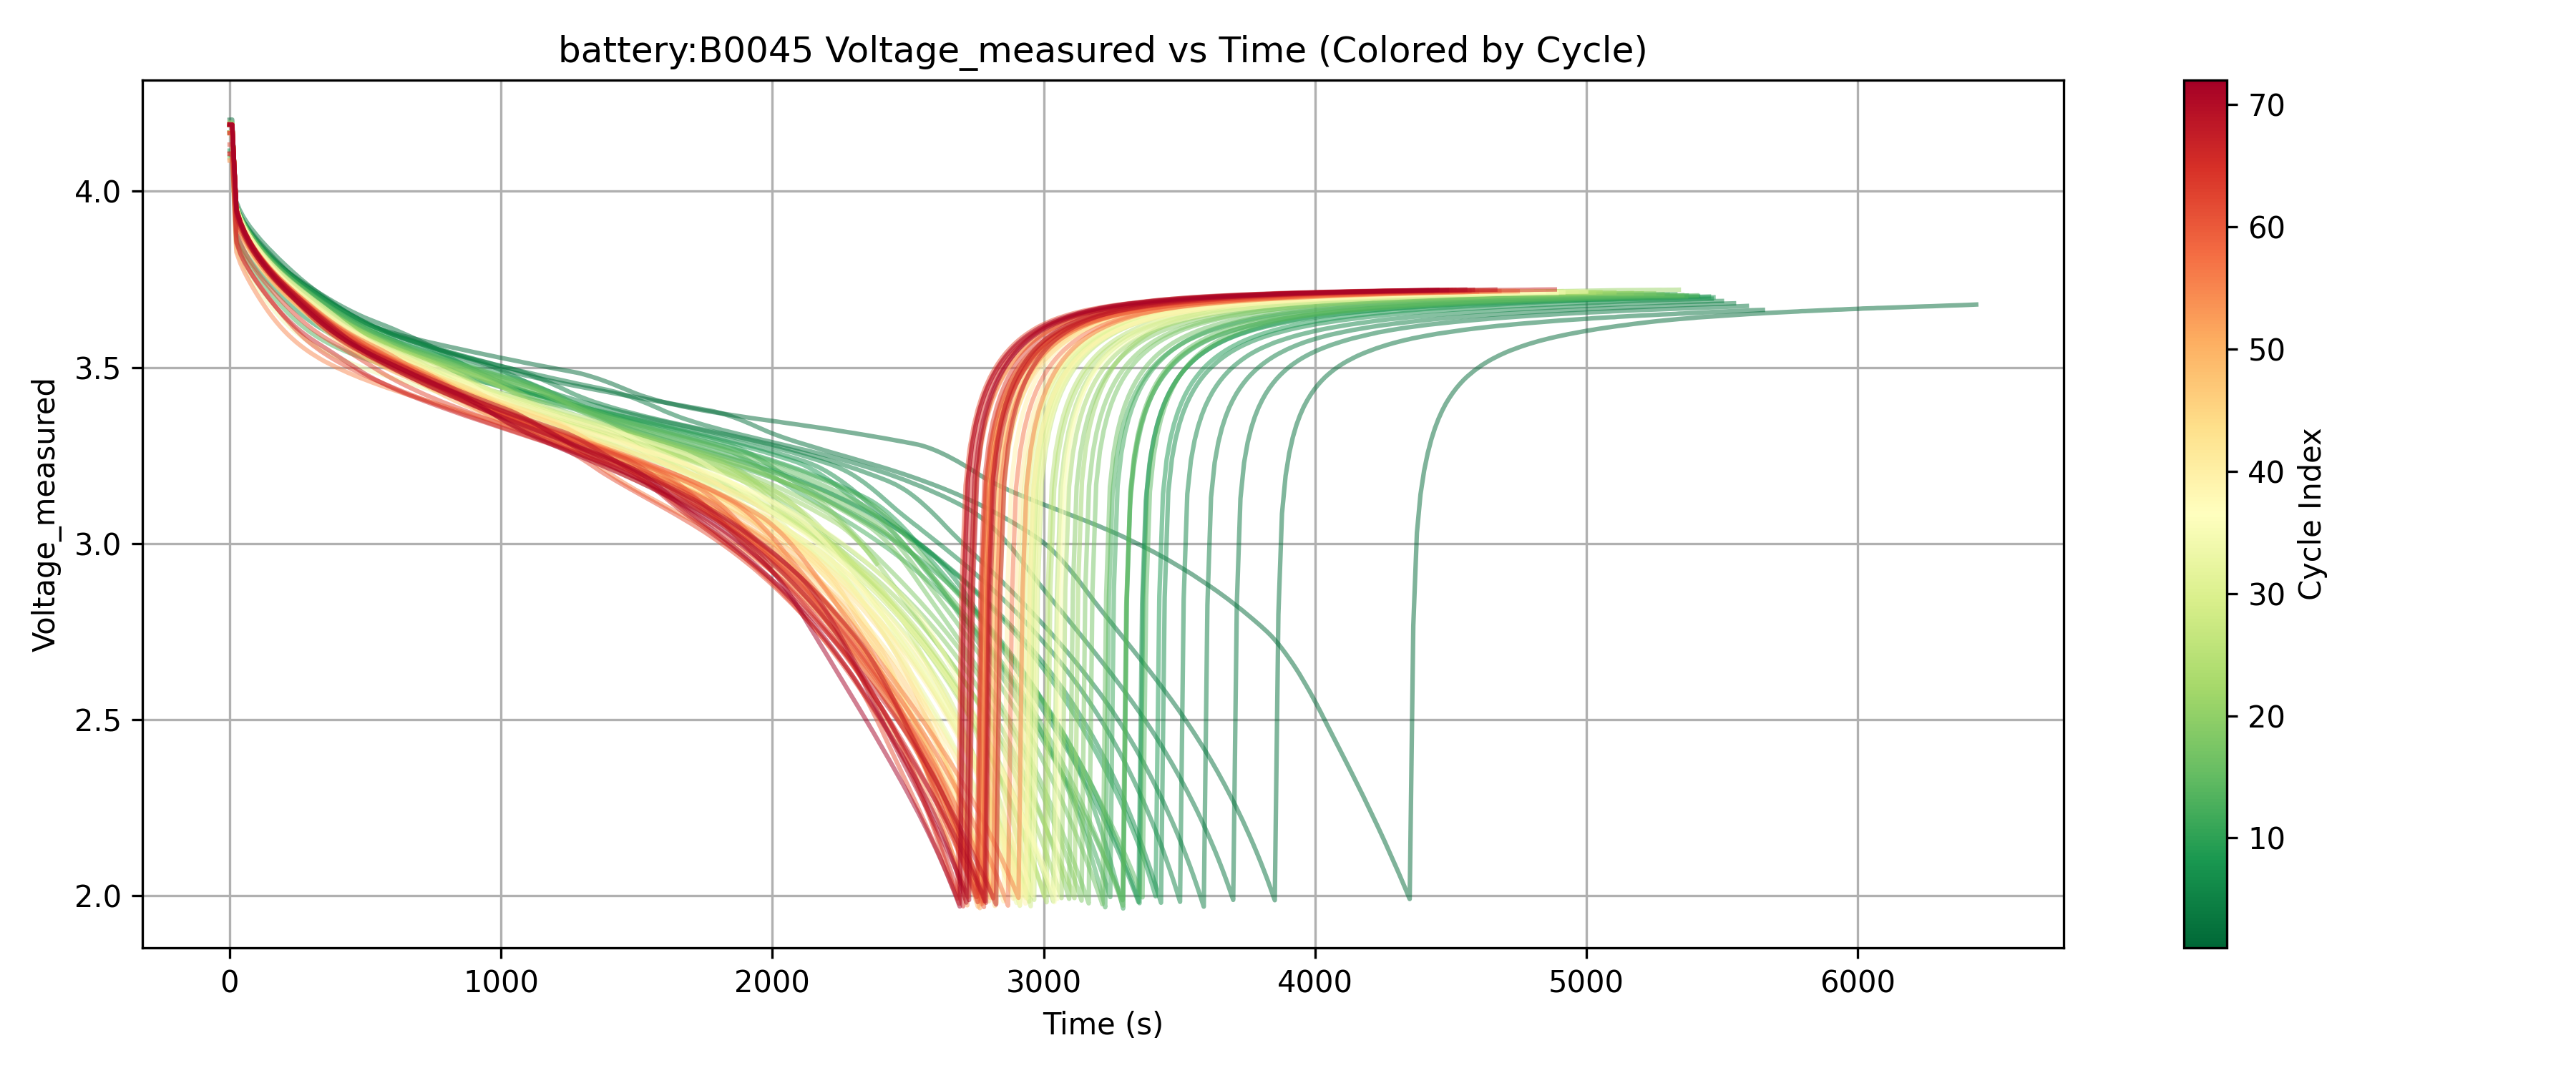 battery:B0045 Voltage_measured vs Time (Colored by Cycle)
Voltage_measured
4.0
3.5
3.0
2.5
2.0
0 1000 2000 3000 4000 5000 6000
Time (s)
70
60
50
40
30
20
10
Cycle Index